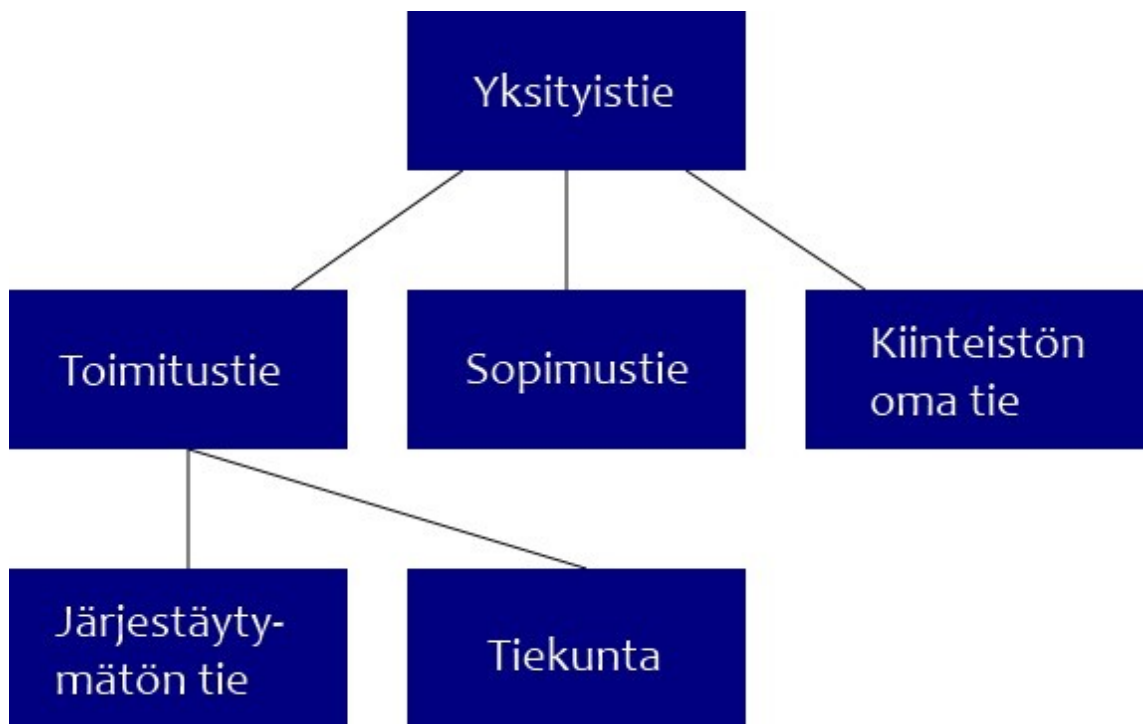 Yksityistie
Toimitustie
Sopimustie
Kiinteistön
oma tie
Järjestäyty-
mätön tie
Tiekunta